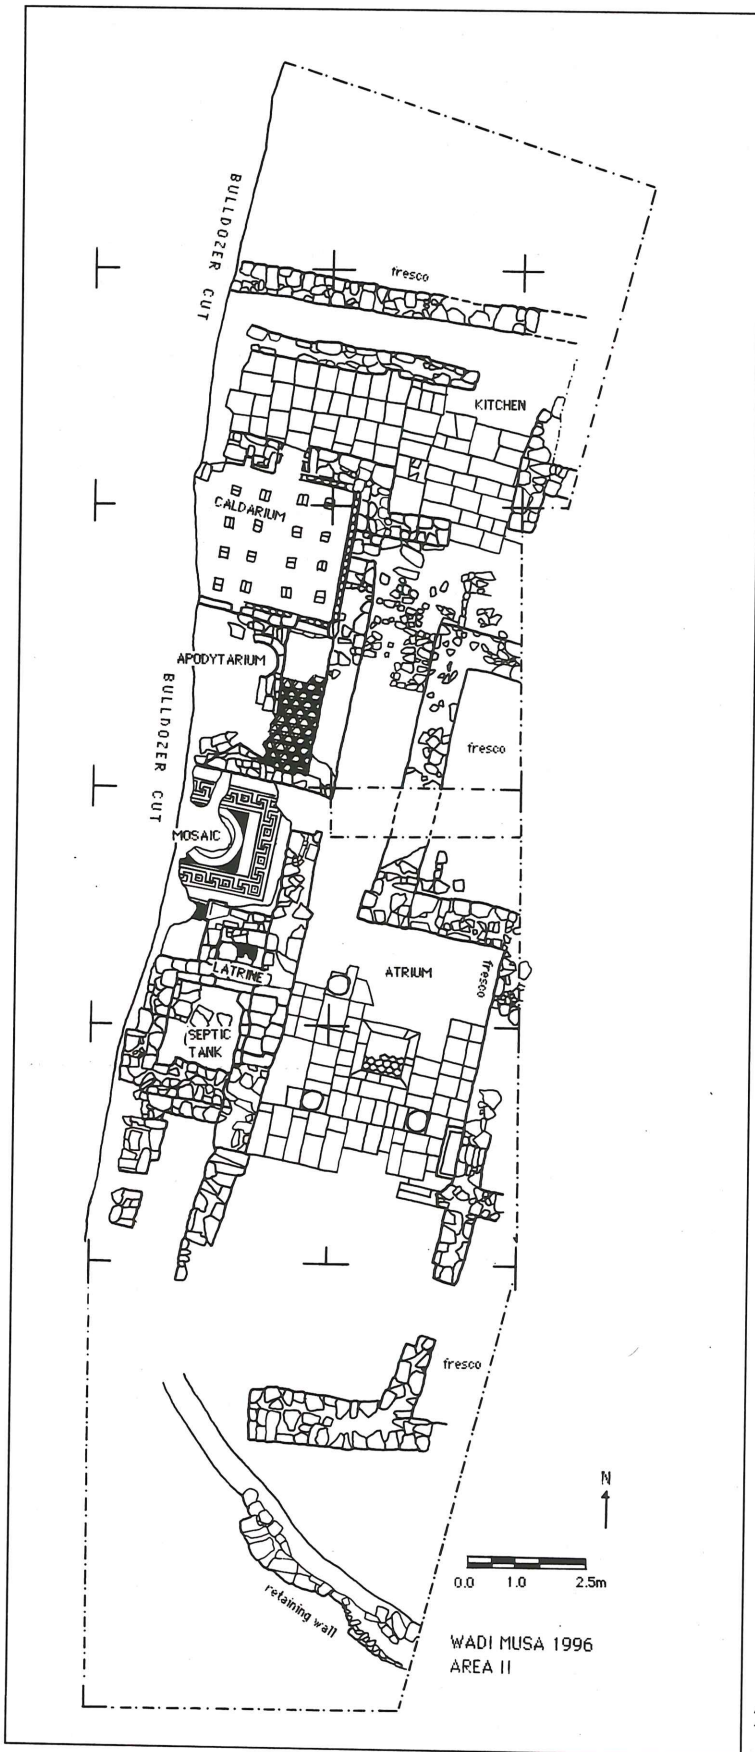 BULLDOZER CUT
fresco
KITCHEN
CALDARIUM
APODYTARIUM
BULLDOZER CUT
fresco
MOSAIC
LATRINE
ATRIUM
fresco
SEPTIC
TANK
fresco
N
0.0 1.0 2.5m
retaining wall
WADI MUSA 1996
AREA II